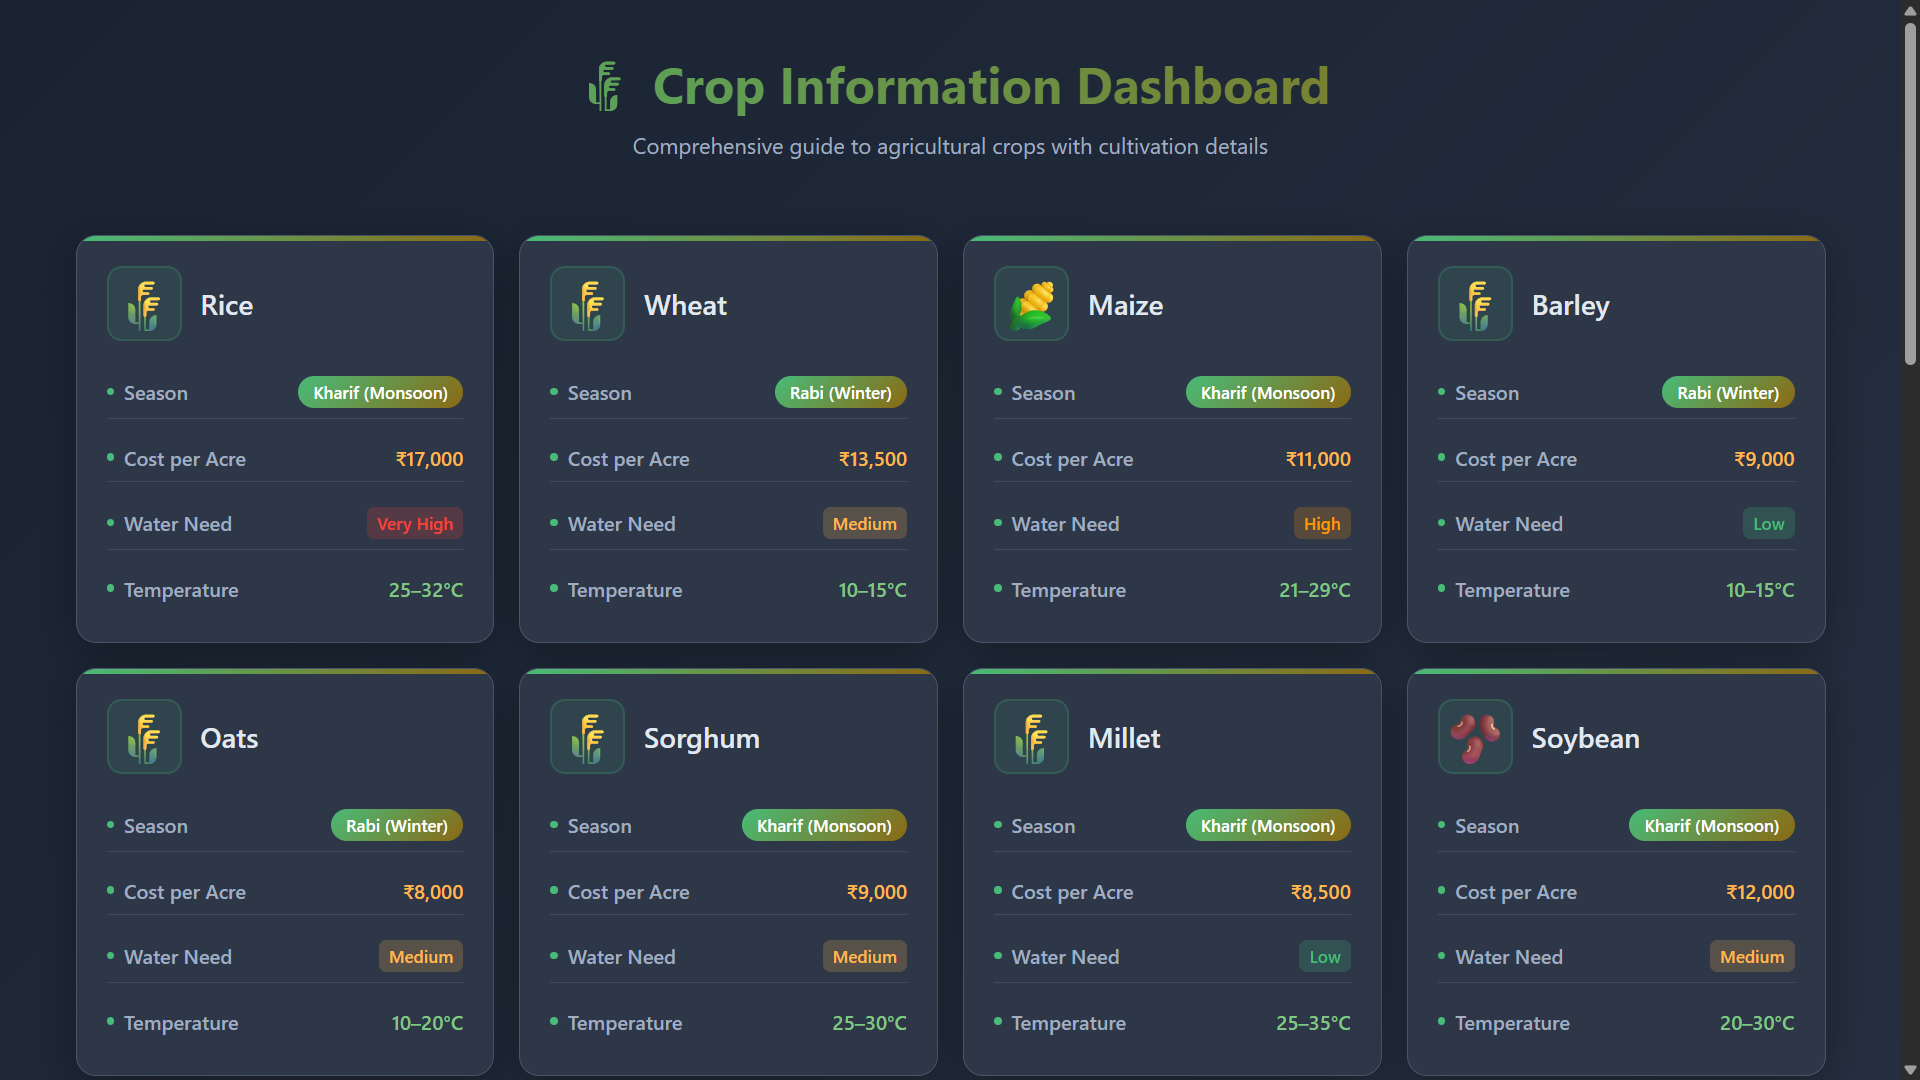 Crop Information Dashboard
Comprehensive guide to agricultural crops with cultivation details
Rice
Season Kharif (Monsoon)
Cost per Acre ₹17,000
Water Need Very High
Temperature 25–32°C
Wheat
Season Rabi (Winter)
Cost per Acre ₹13,500
Water Need Medium
Temperature 10–15°C
Maize
Season Kharif (Monsoon)
Cost per Acre ₹11,000
Water Need High
Temperature 21–29°C
Barley
Season Rabi (Winter)
Cost per Acre ₹9,000
Water Need Low
Temperature 10–15°C
Oats
Season Rabi (Winter)
Cost per Acre ₹8,000
Water Need Medium
Temperature 10–20°C
Sorghum
Season Kharif (Monsoon)
Cost per Acre ₹9,000
Water Need Medium
Temperature 25–30°C
Millet
Season Kharif (Monsoon)
Cost per Acre ₹8,500
Water Need Low
Temperature 25–35°C
Soybean
Season Kharif (Monsoon)
Cost per Acre ₹12,000
Water Need Medium
Temperature 20–30°C